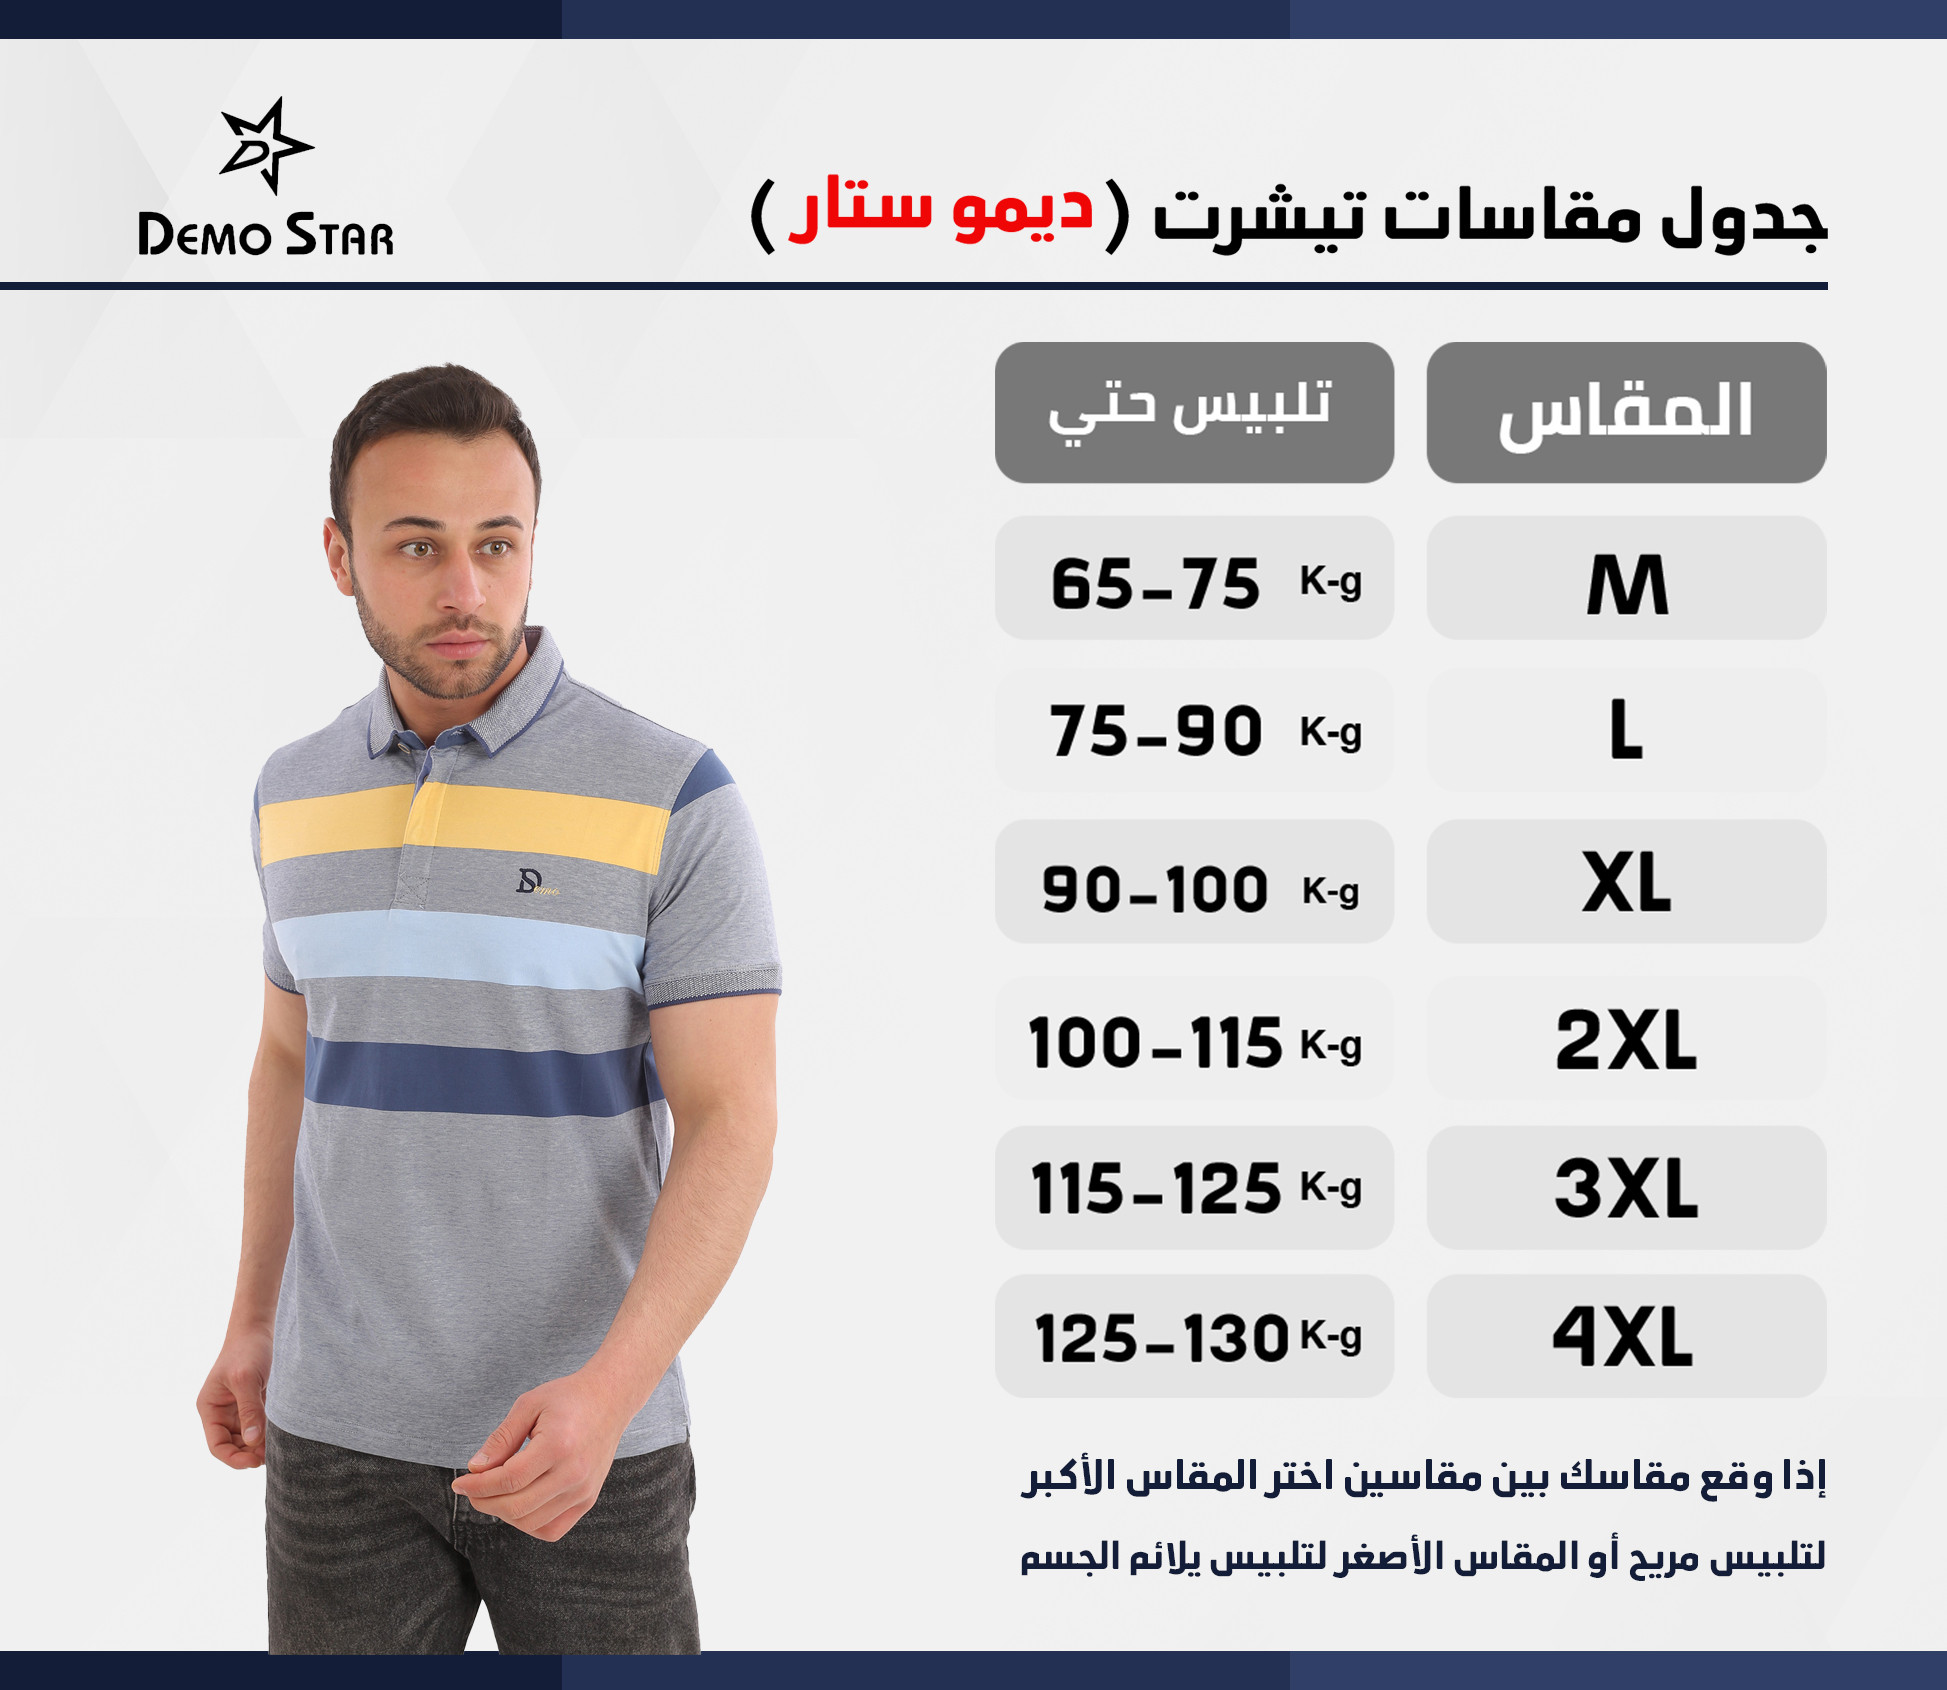 DEMO STAR
جدول مقاسات تيشرت ( ديمو ستار )
المقاس تلبيس حتي
M 65-75 K-g
L 75-90 K-g
XL 90-100 K-g
2XL 100-115 K-g
3XL 115-125 K-g
4XL 125-130 K-g
Demo
إذا وقع مقاسك بين مقاسين اختر المقاس الأكبر
لتلبيس مريح أو المقاس الأصغر لتلبيس يلائم الجسم